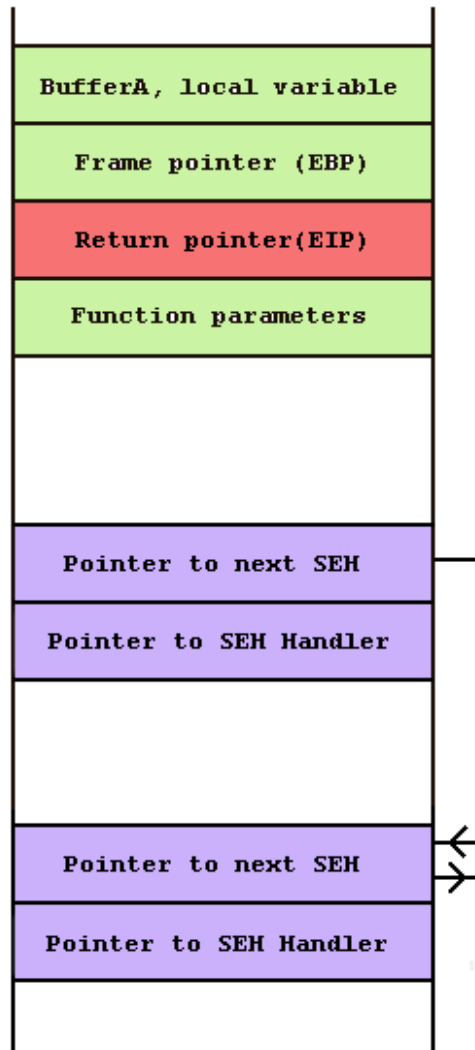 BufferA, local variable
Frame pointer (EBP)
Return pointer(EIP)
Function parameters
Pointer to next SEH
Pointer to SEH Handler
Pointer to next SEH
Pointer to SEH Handler